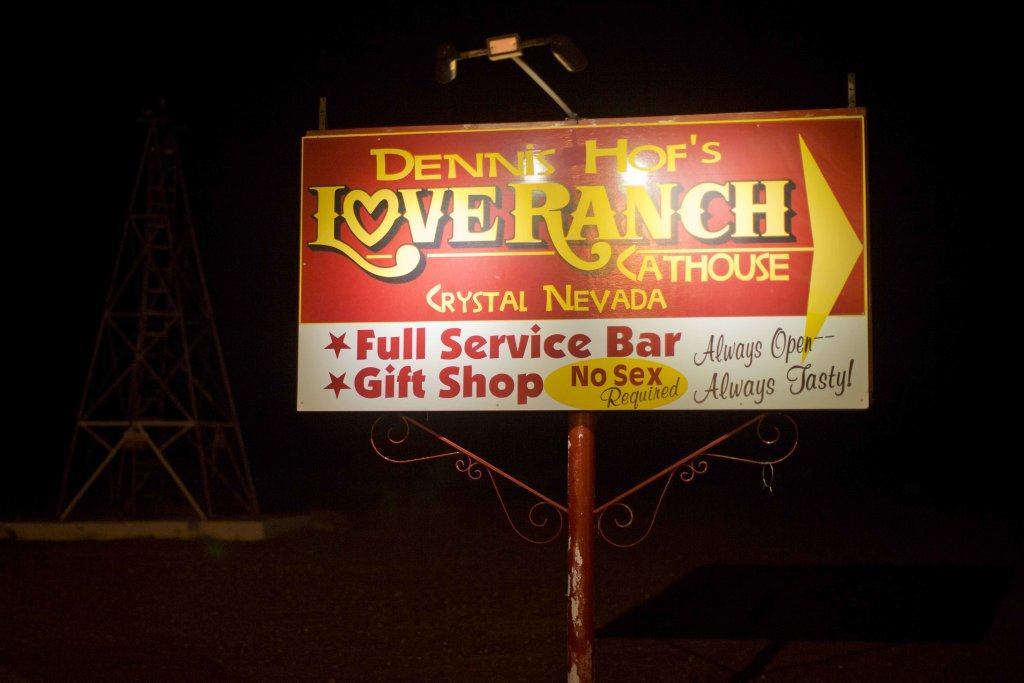 Dennis Hof's
LOVE RANCH
CATHOUSE
CRYSTAL NEVADA
Full Service Bar
Gift Shop
No Sex
Required
Always Open--
Always Tasty!